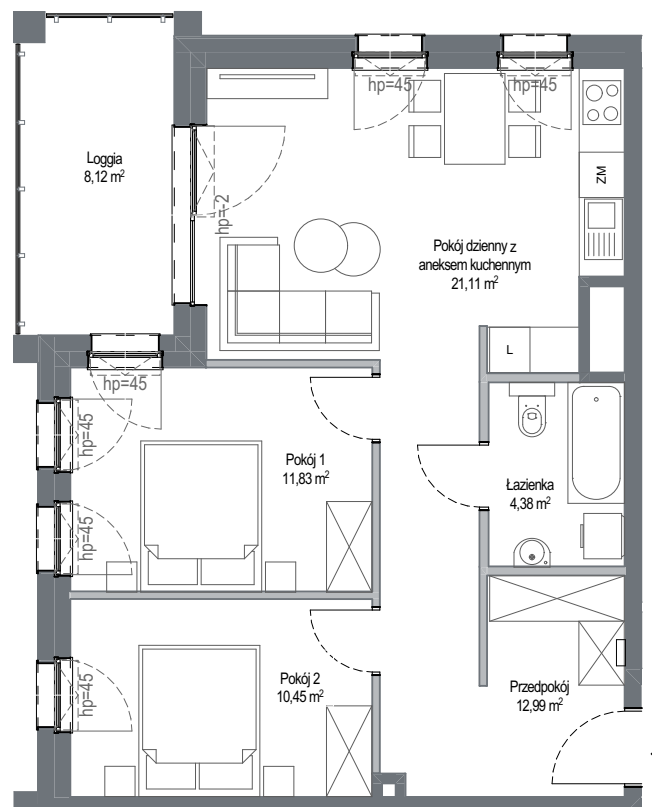 hp=45
hp=45
Loggia
8,12 m²
ZM
hp=-2
Pokój dzienny z
aneksem kuchennym
21,11 m²
L
hp=45
hp=45
Pokój 1
11,83 m²
Łazienka
4,38 m²
hp=45
Pokój 2
10,45 m²
hp=45
Przedpokój
12,99 m²